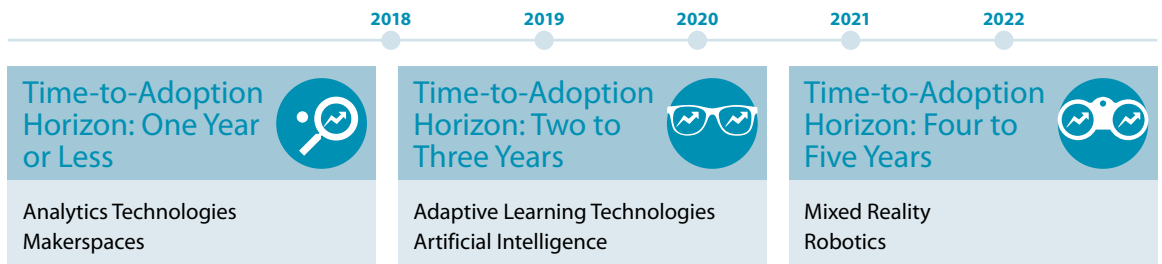 2018 2019 2020 2021 2022
Time-to-Adoption
Horizon: One Year
or Less
Analytics Technologies
Makerspaces
Time-to-Adoption
Horizon: Two to
Three Years
Adaptive Learning Technologies
Artificial Intelligence
Time-to-Adoption
Horizon: Four to
Five Years
Mixed Reality
Robotics